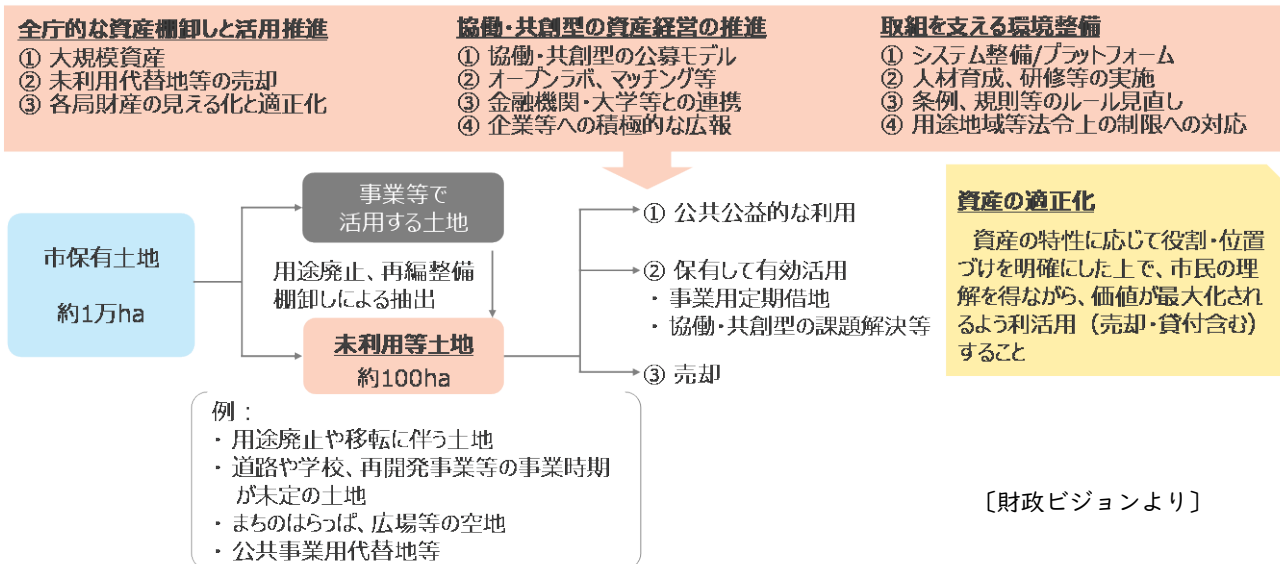 全庁的な資産棚卸しと活用推進
① 大規模資産
② 未利用代替地等の売却
③ 各局財産の見える化と適正化
協働・共創型の資産経営の推進
① 協働・共創型の公募モデル
② オープンラボ、マッチング等
③ 金融機関・大学等との連携
④ 企業等への積極的な広報
取組を支える環境整備
① システム整備/プラットフォーム
② 人材育成、研修等の実施
③ 条例、規則等のルール見直し
④ 用途地域等法令上の制限への対応
市保有土地
約1万ha
事業等で
活用する土地
用途廃止、再編整備
棚卸しによる抽出
未利用等土地
約100ha
① 公共公益的な利用
② 保有して有効活用
・事業用定期借地
・協働・共創型の課題解決等
③ 売却
資産の適正化
資産の特性に応じて役割・位置
づけを明確にした上で、市民の理
解を得ながら、価値が最大化され
るよう利活用（売却・貸付含む）
すること
例：
・用途廃止や移転に伴う土地
・道路や学校、再開発事業等の事業時期
が未定の土地
・まちのはらっぱ、広場等の空地
・公共事業用代替地等
〔財政ビジョンより〕